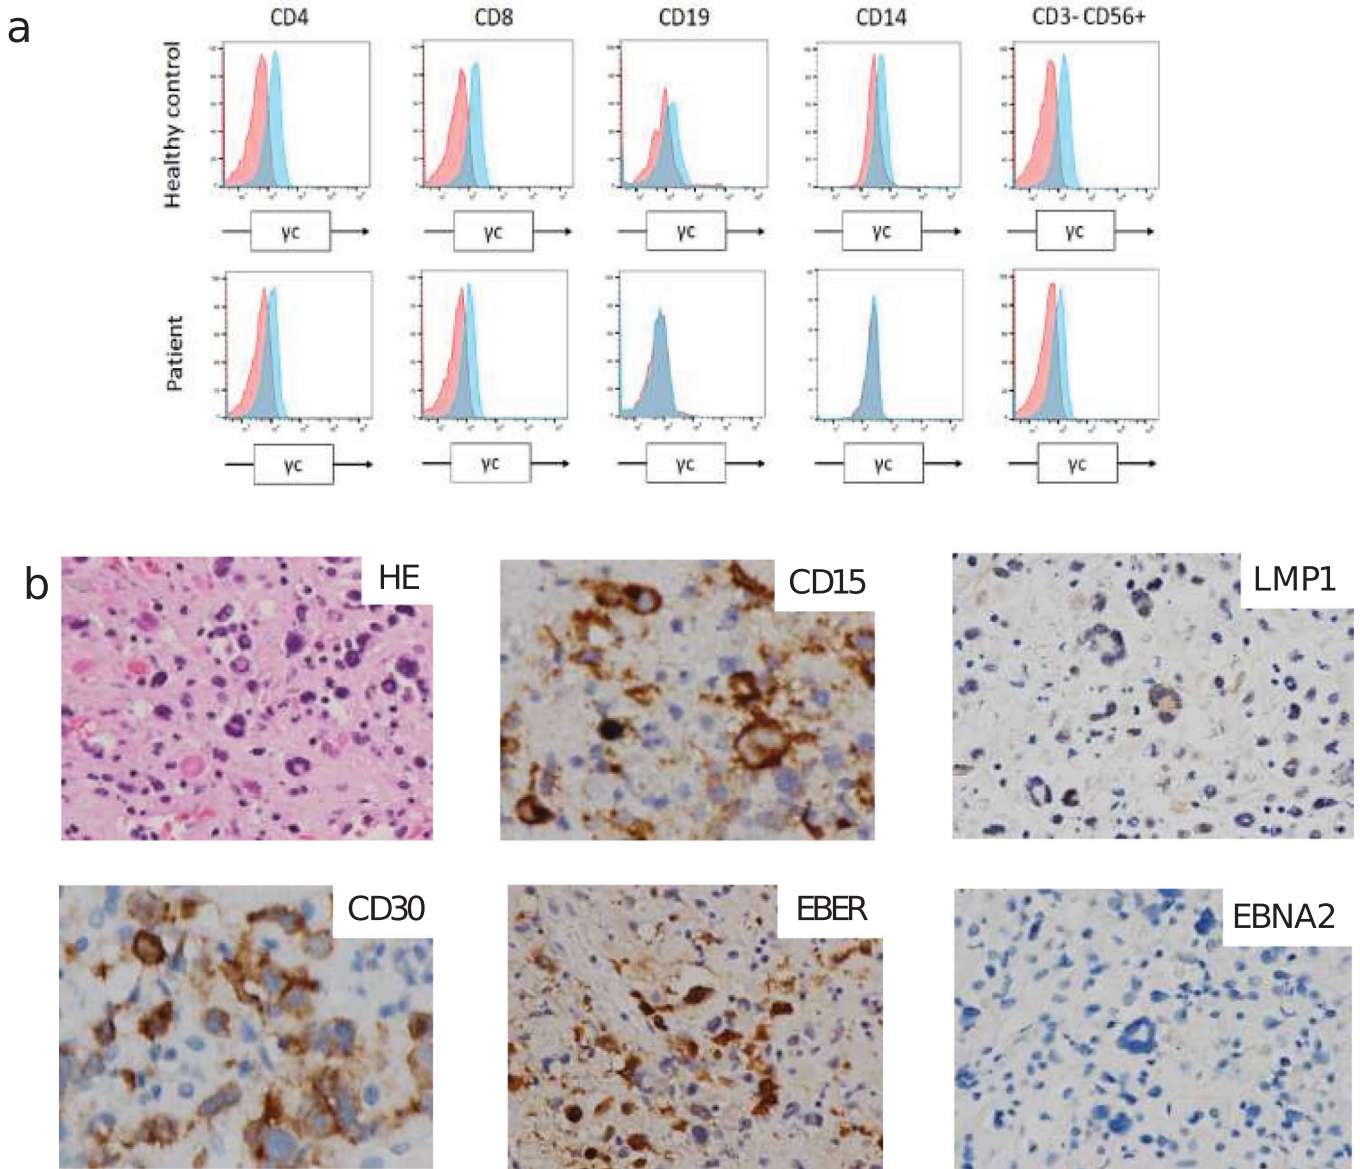 a
CD4 CD8 CD19 CD14 CD3- CD56+
Healthy control
γc γc γc γc γc
Patient
γc γc γc γc γc
b
HE CD15 LMP1
CD30 EBER EBNA2